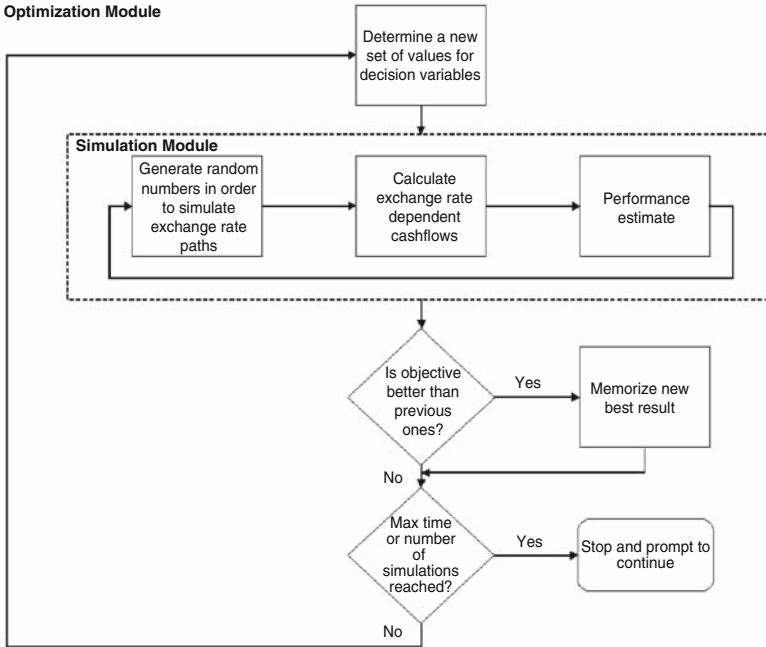 Optimization Module
Determine a new
set of values for
decision variables
Simulation Module
Generate random
numbers in order
to simulate
exchange rate
paths
Calculate
exchange rate
dependent
cashflows
Performance
estimate
Is objective
better than
previous
ones?
Yes
Memorize new
best result
No
Max time
or number
of
simulations
reached?
Yes
Stop and prompt to
continue
No